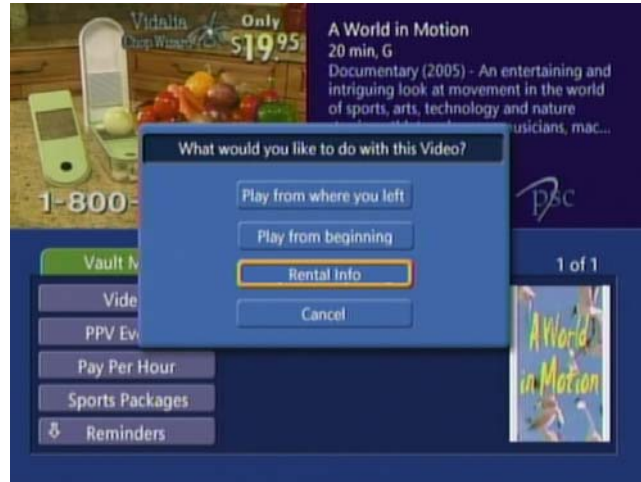 Vidalia
Chop Wizard
Only
$19.95
1-800-
A World in Motion
20 min, G
Documentary (2005) - An entertaining and
intriguing look at movement in the world
of sports, arts, technology and nature
usicians, mac...
What would you like to do with this Video?
Play from where you left
Play from beginning
Rental Info
Cancel
psc
Vault M
1 of 1
Vide
PPV Ev
Pay Per Hour
Sports Packages
Reminders
A World
in Motion